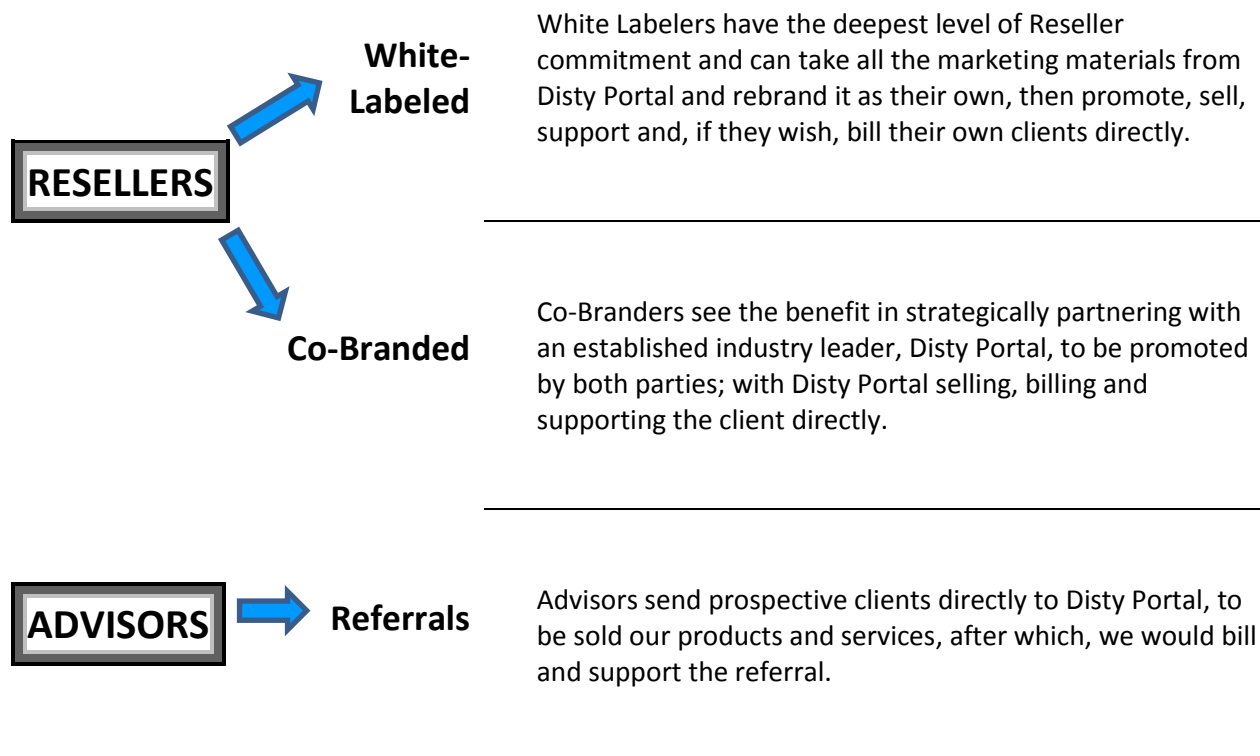 White-
Labeled
White Labelers have the deepest level of Reseller
commitment and can take all the marketing materials from
Disty Portal and rebrand it as their own, then promote, sell,
support and, if they wish, bill their own clients directly.
RESELLERS
Co-Branded
Co-Branders see the benefit in strategically partnering with
an established industry leader, Disty Portal, to be promoted
by both parties; with Disty Portal selling, billing and
supporting the client directly.
ADVISORS
Referrals
Advisors send prospective clients directly to Disty Portal, to
be sold our products and services, after which, we would bill
and support the referral.